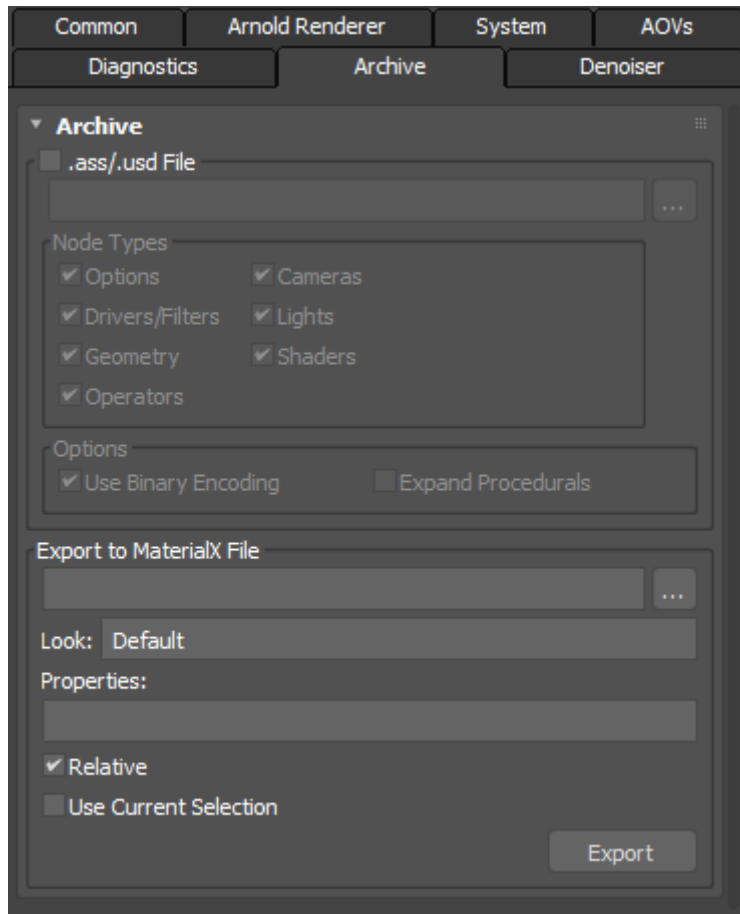 Common Arnold Renderer System AOVs
Diagnostics Archive Denoiser
Archive
.ass/.usd File
...
Node Types
Options Cameras
Drivers/Filters Lights
Geometry Shaders
Operators
Options
Use Binary Encoding Expand Procedurals
Export to MaterialX File
...
Look: Default
Properties:
Relative
Use Current Selection
Export